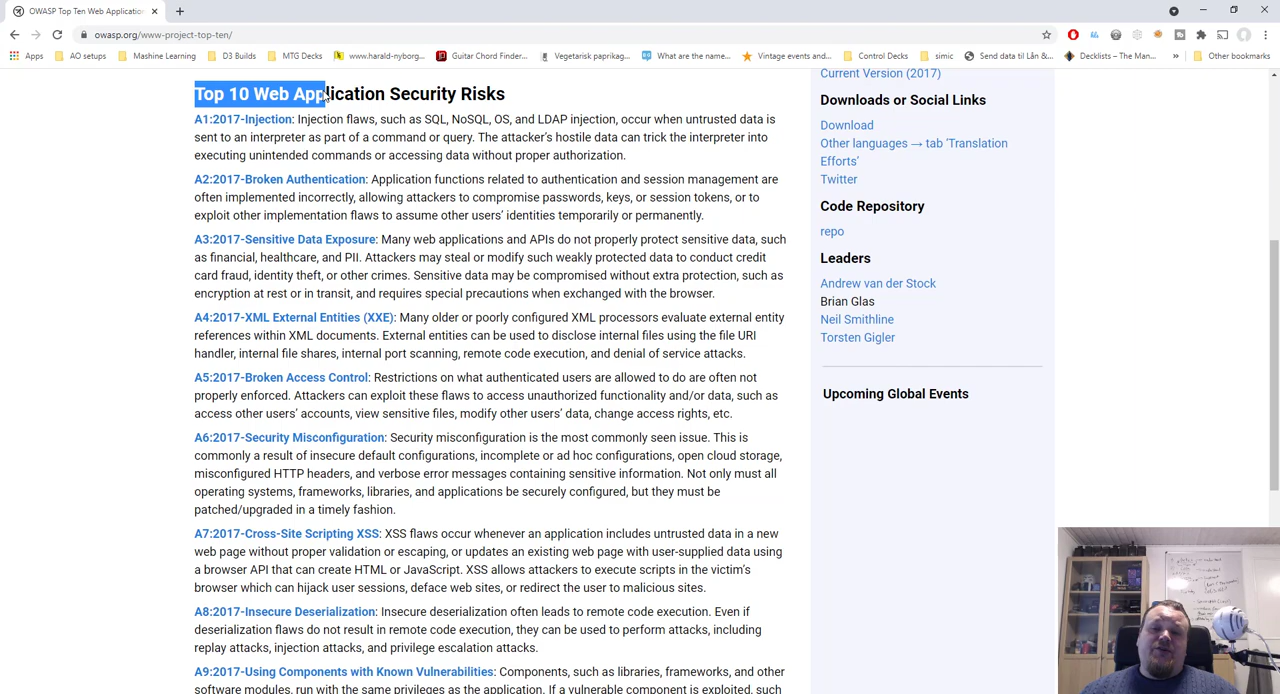 OWASP Top Ten Web Application
owasp.org/www-project-top-ten/
Apps
AO setups
Mashine Learning
D3 Builds
MTG Decks
www.harald-nyborg...
Guitar Chord Finder...
Vegetarisk paprikag...
What are the name...
Vintage events and...
Control Decks
simic
Send data til Lån &...
Decklists – The Man...
»
Other bookmarks
Top 10 Web Application Security Risks
A1:2017-Injection: Injection flaws, such as SQL, NoSQL, OS, and LDAP injection, occur when untrusted data is
sent to an interpreter as part of a command or query. The attacker's hostile data can trick the interpreter into
executing unintended commands or accessing data without proper authorization.
A2:2017-Broken Authentication: Application functions related to authentication and session management are
often implemented incorrectly, allowing attackers to compromise passwords, keys, or session tokens, or to
exploit other implementation flaws to assume other users' identities temporarily or permanently.
A3:2017-Sensitive Data Exposure: Many web applications and APIs do not properly protect sensitive data, such
as financial, healthcare, and PII. Attackers may steal or modify such weakly protected data to conduct credit
card fraud, identity theft, or other crimes. Sensitive data may be compromised without extra protection, such as
encryption at rest or in transit, and requires special precautions when exchanged with the browser.
A4:2017-XML External Entities (XXE): Many older or poorly configured XML processors evaluate external entity
references within XML documents. External entities can be used to disclose internal files using the file URI
handler, internal file shares, internal port scanning, remote code execution, and denial of service attacks.
A5:2017-Broken Access Control: Restrictions on what authenticated users are allowed to do are often not
properly enforced. Attackers can exploit these flaws to access unauthorized functionality and/or data, such as
access other users' accounts, view sensitive files, modify other users' data, change access rights, etc.
A6:2017-Security Misconfiguration: Security misconfiguration is the most commonly seen issue. This is
commonly a result of insecure default configurations, incomplete or ad hoc configurations, open cloud storage,
misconfigured HTTP headers, and verbose error messages containing sensitive information. Not only must all
operating systems, frameworks, libraries, and applications be securely configured, but they must be
patched/upgraded in a timely fashion.
A7:2017-Cross-Site Scripting XSS: XSS flaws occur whenever an application includes untrusted data in a new
web page without proper validation or escaping, or updates an existing web page with user-supplied data using
a browser API that can create HTML or JavaScript. XSS allows attackers to execute scripts in the victim's
browser which can hijack user sessions, deface web sites, or redirect the user to malicious sites.
A8:2017-Insecure Deserialization: Insecure deserialization often leads to remote code execution. Even if
deserialization flaws do not result in remote code execution, they can be used to perform attacks, including
replay attacks, injection attacks, and privilege escalation attacks.
A9:2017-Using Components with Known Vulnerabilities: Components, such as libraries, frameworks, and other
software modules, run with the same privileges as the application. If a vulnerable component is exploited, such
Current Version (2017)
Downloads or Social Links
Download
Other languages → tab 'Translation
Efforts'
Twitter
Code Repository
repo
Leaders
Andrew van der Stock
Brian Glas
Neil Smithline
Torsten Gigler
Upcoming Global Events